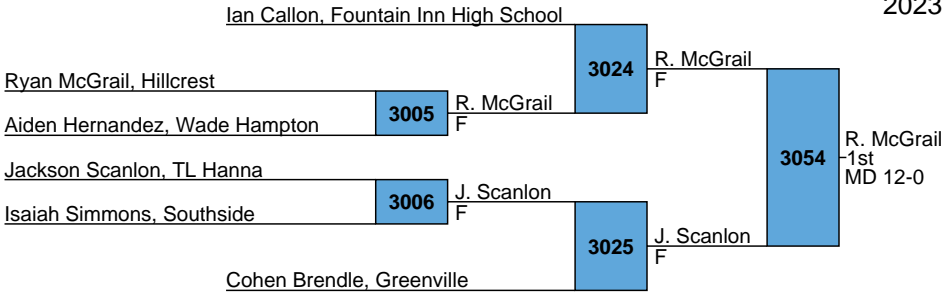 Ian Callon, Fountain Inn High School
2023
3024
R. McGrail
F
Ryan McGrail, Hillcrest
3005
R. McGrail
F
Aiden Hernandez, Wade Hampton
3054
R. McGrail
1st
MD 12-0
Jackson Scanlon, TL Hanna
3006
J. Scanlon
F
Isaiah Simmons, Southside
3025
J. Scanlon
F
Cohen Brendle, Greenville